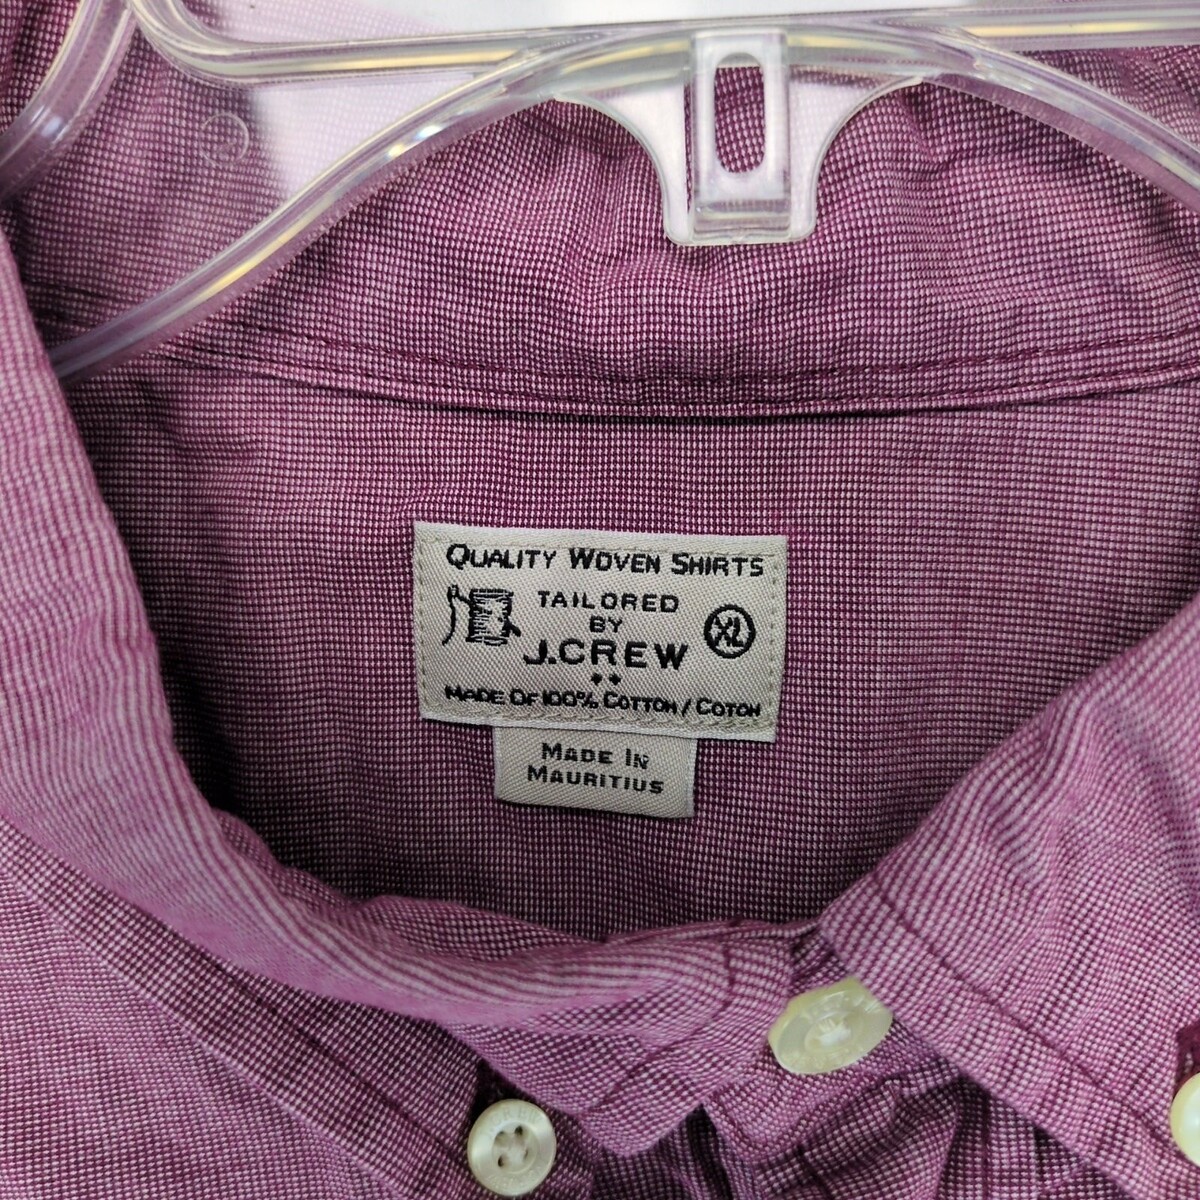 QUALITY WOVEN SHIRTS
TAILORED
BY
J.CREW
XL
MADE OF 100% COTTON / COTON
MADE IN
MAURITIUS